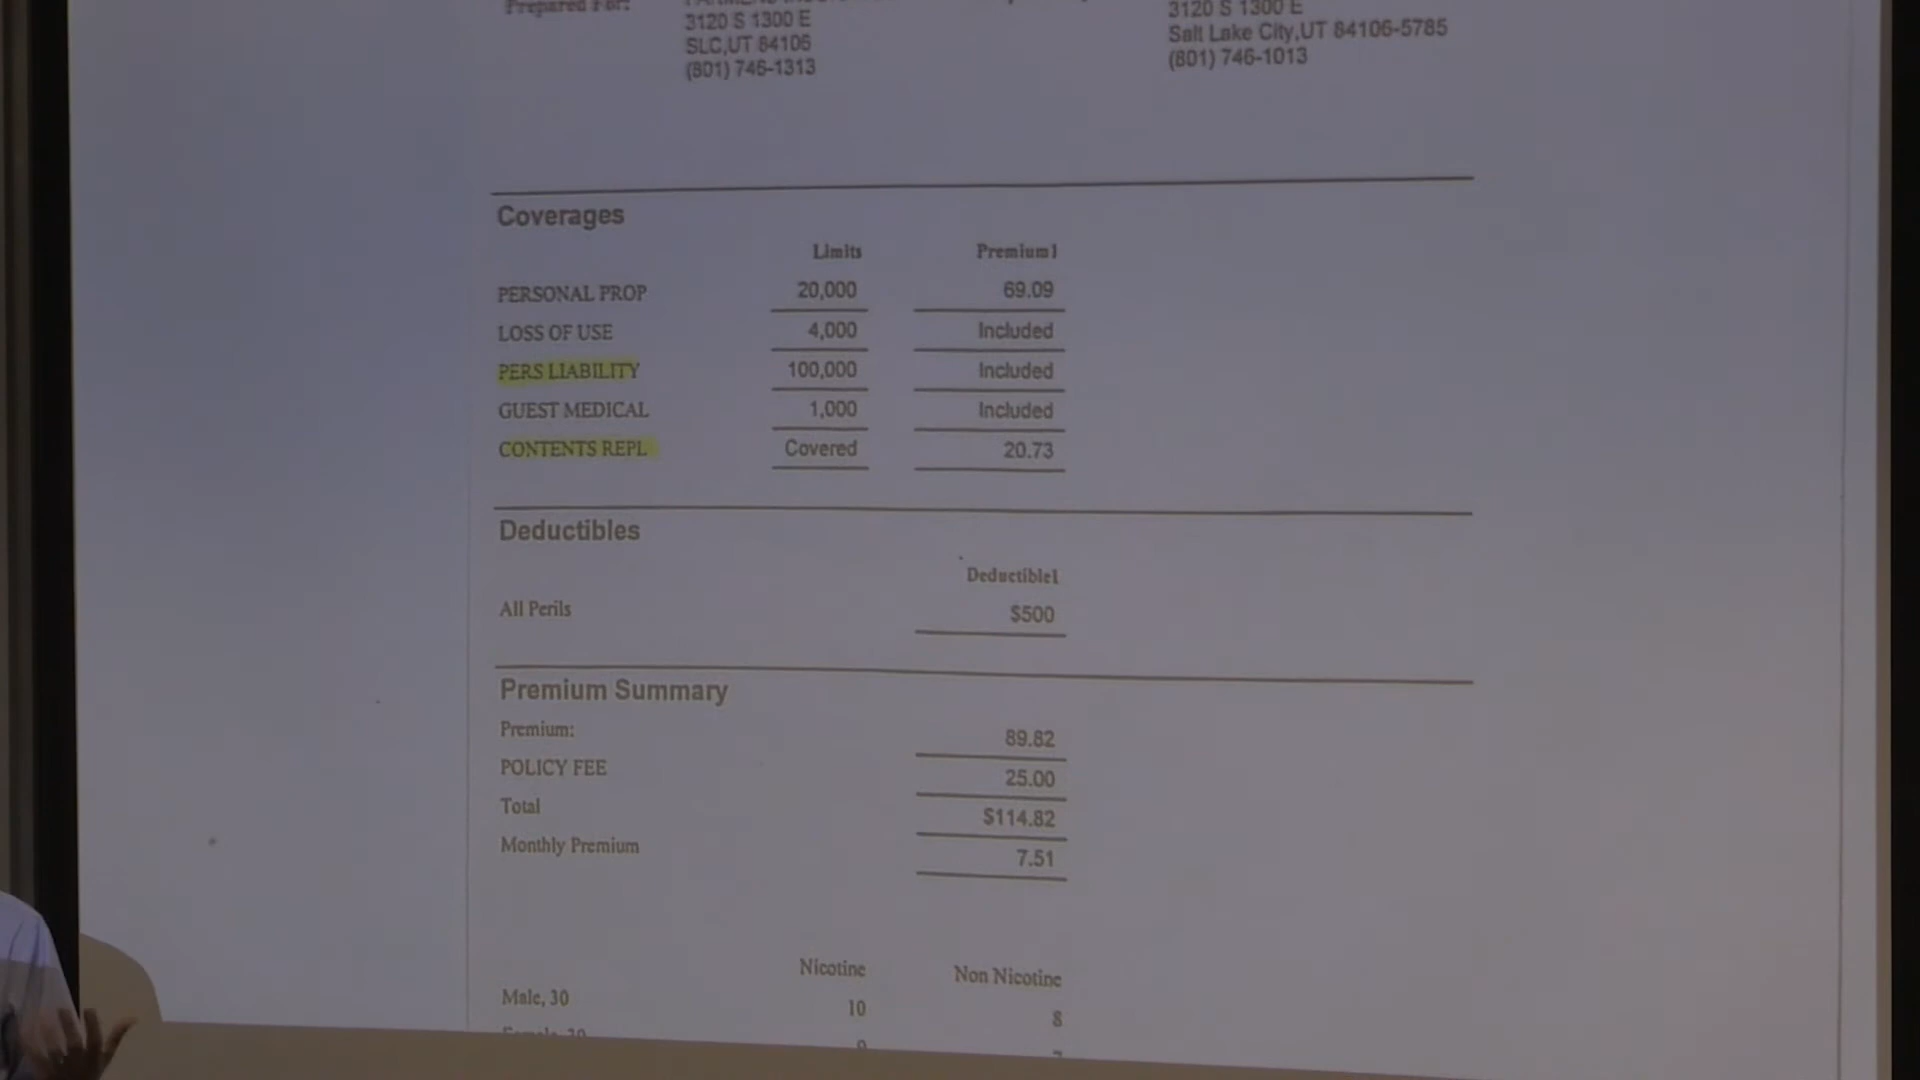 Prepared For:
3120 S 1300 E
SLC,UT 84106
(801) 746-1313
3120 S 1300 E
Salt Lake City,UT 84106-5785
(801) 746-1013
Coverages
Limits Premium1
PERSONAL PROP 20,000 69.09
LOSS OF USE 4,000 Included
PERS LIABILITY 100,000 Included
GUEST MEDICAL 1,000 Included
CONTENTS REPL Covered 20.73
Deductibles
Deductible1
All Perils $500
Premium Summary
Premium: 89.82
POLICY FEE 25.00
Total $114.82
Monthly Premium 7.51
Nicotine Non Nicotine
Male, 30 10 8